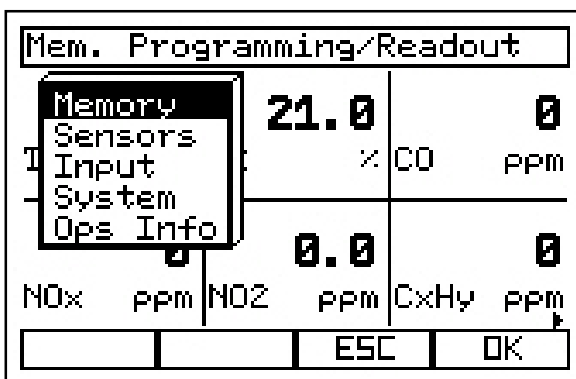 Mem. Programming/Readout
Memory
Sensors
Input
System
Ops Info
21.0
%
0
CO ppm
0
NOx ppm
0.0
NO2 ppm
0
CxHy ppm
ESC OK